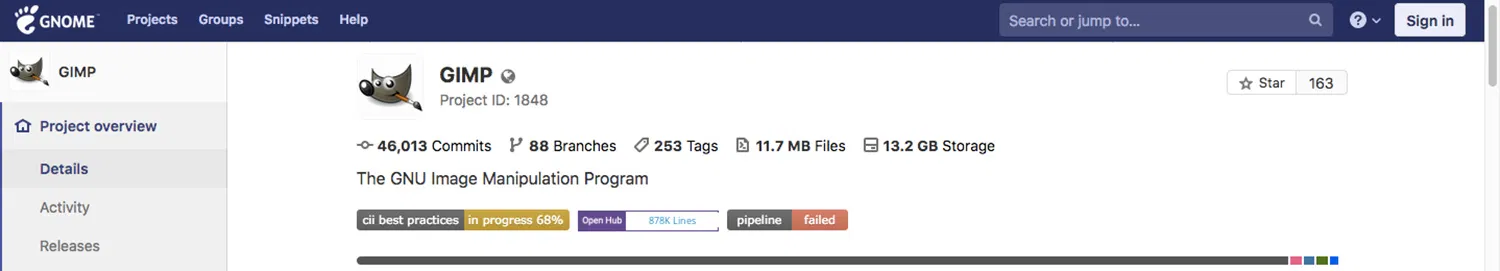 GNOME Projects Groups Snippets Help Search or jump to... ? Sign in
GIMP
Project overview
Details
Activity
Releases
GIMP
Project ID: 1848
Star 163
46,013 Commits 88 Branches 253 Tags 11.7 MB Files 13.2 GB Storage
The GNU Image Manipulation Program
cii best practices in progress 68% Open Hub 878K Lines pipeline failed